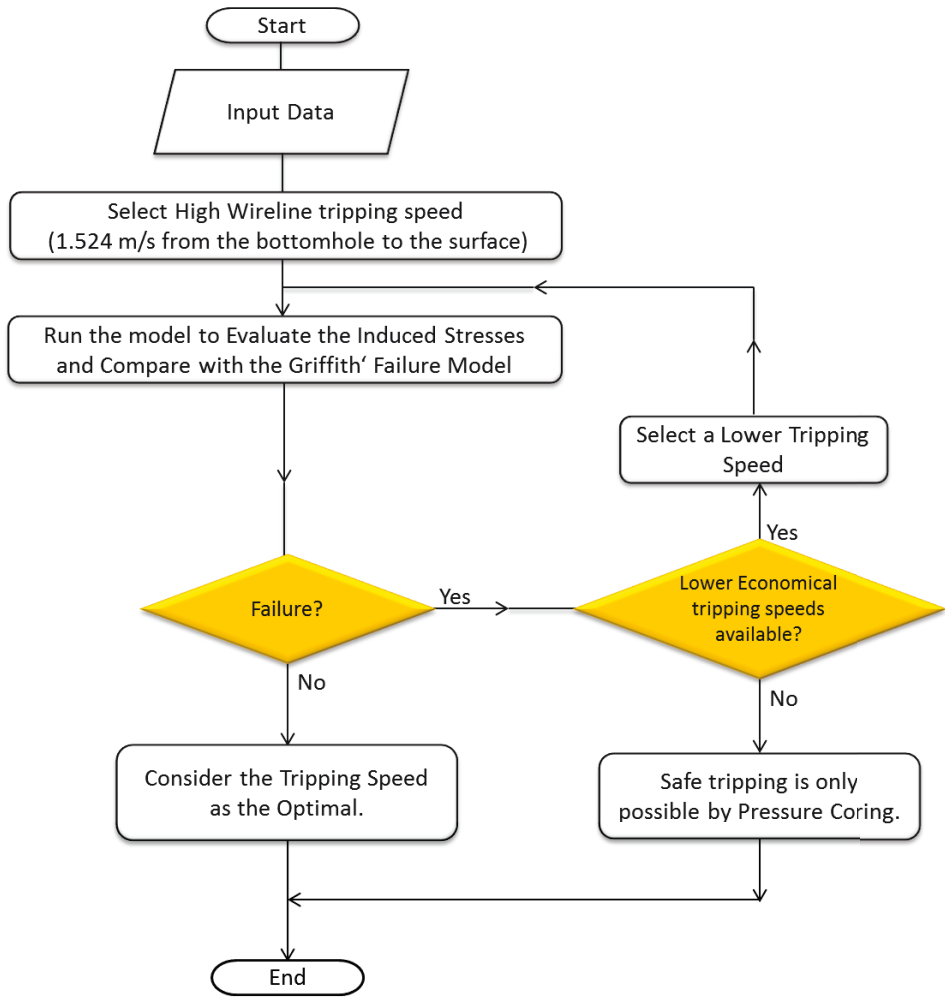 Start
Input Data
Select High Wireline tripping speed
(1.524 m/s from the bottomhole to the surface)
Run the model to Evaluate the Induced Stresses
and Compare with the Griffith‘ Failure Model
Select a Lower Tripping
Speed
Yes
Failure?
Yes
Lower Economical
tripping speeds
available?
No
No
Consider the Tripping Speed
as the Optimal.
Safe tripping is only
possible by Pressure Coring.
End